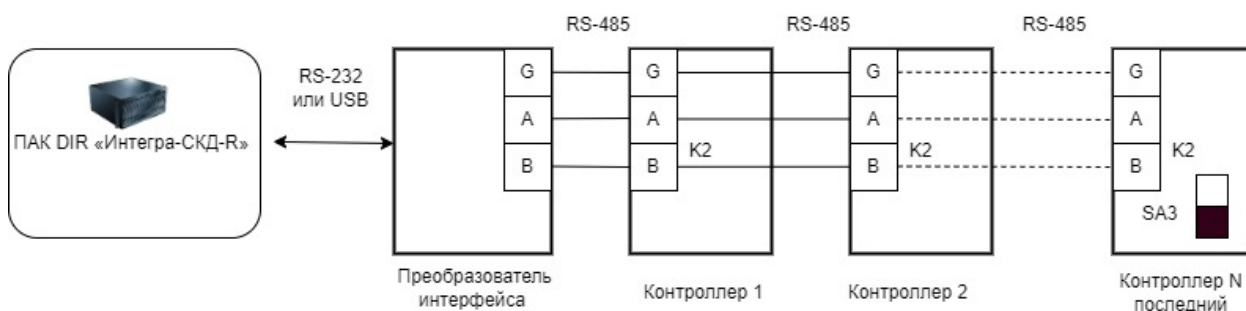 RS-485
RS-485
RS-485
RS-232
или USB
ПАК DIR «Интегра-СКД-R»
G
A
B
G
A
B
K2
G
A
B
K2
G
A
B
K2
SA3
Преобразователь
интерфейса
Контроллер 1
Контроллер 2
Контроллер N
последний